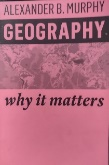 ALEXANDER B. MURPHY
GEOGRAPHY
why it matters